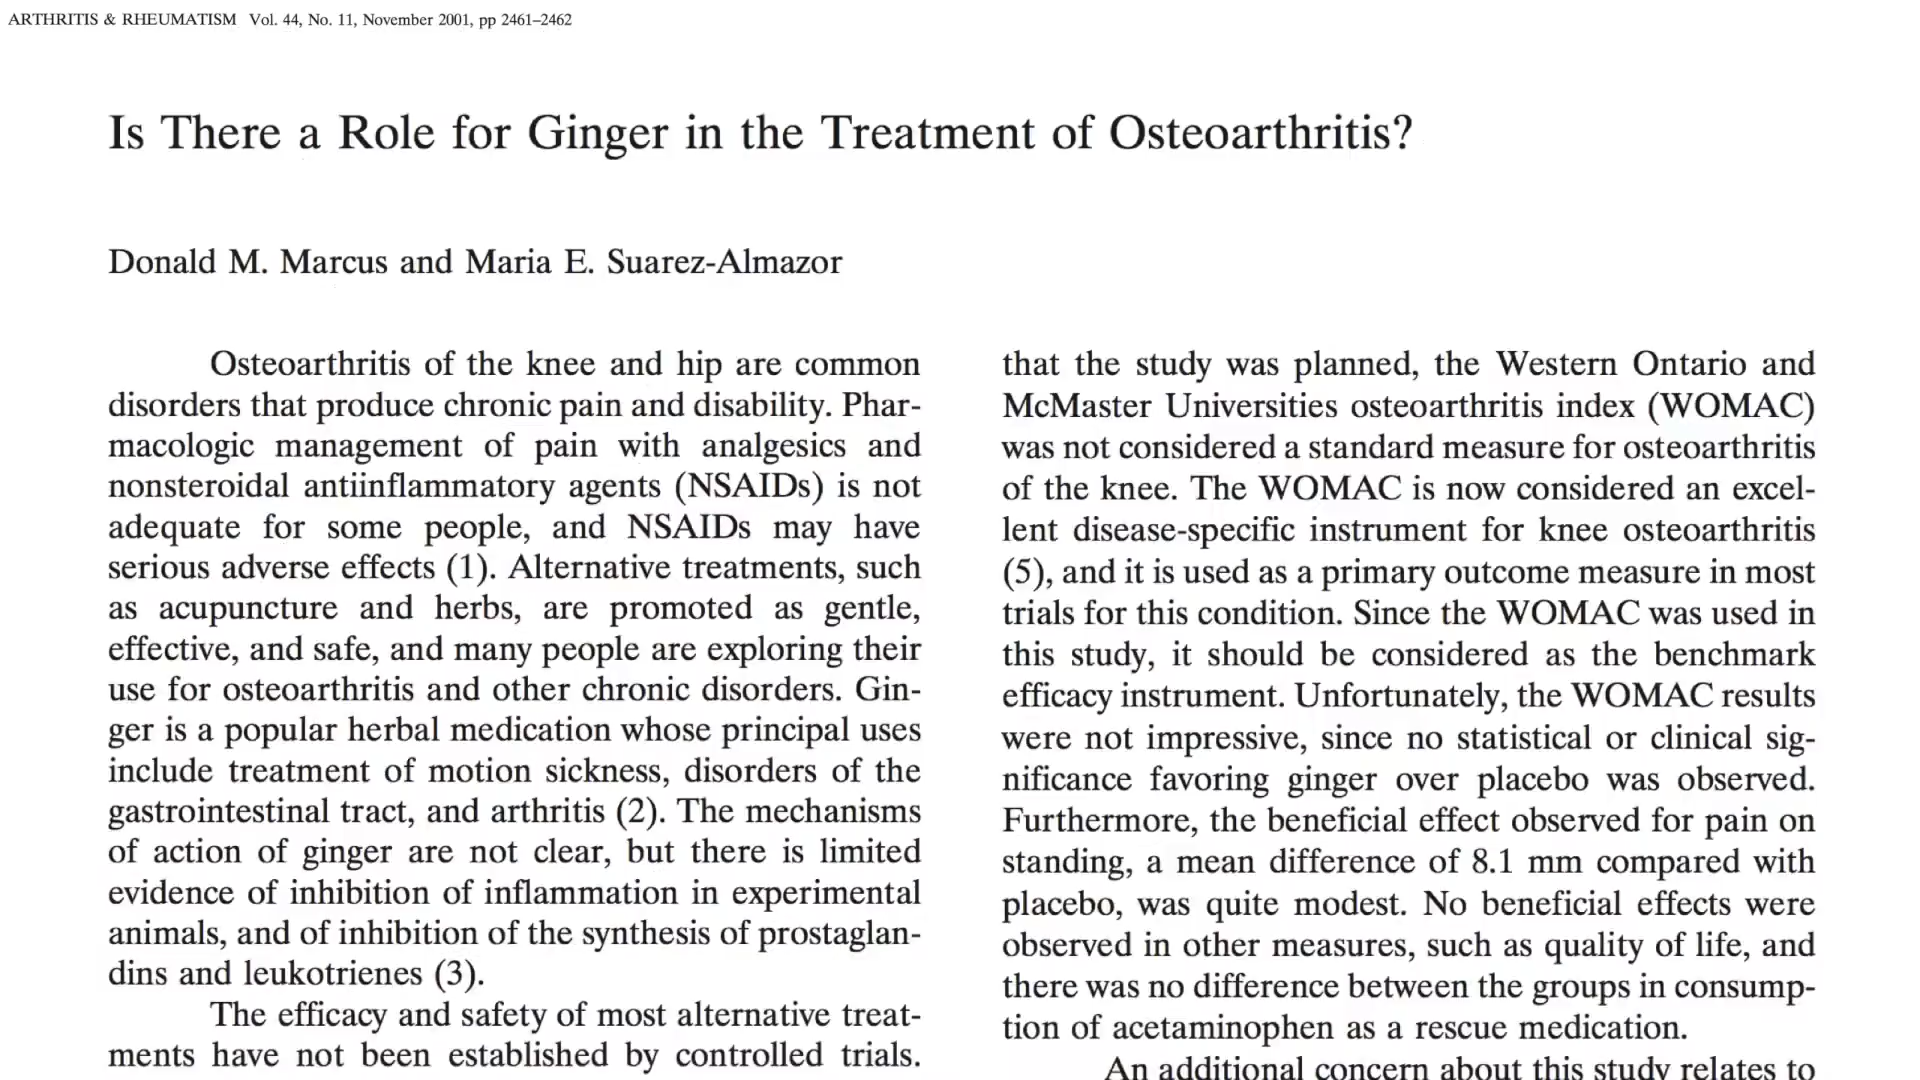 ARTHRITIS & RHEUMATISM Vol. 44, No. 11, November 2001, pp 2461–2462
Is There a Role for Ginger in the Treatment of Osteoarthritis?
Donald M. Marcus and Maria E. Suarez-Almazor
Osteoarthritis of the knee and hip are common
disorders that produce chronic pain and disability. Phar-
macologic management of pain with analgesics and
nonsteroidal antiinflammatory agents (NSAIDs) is not
adequate for some people, and NSAIDs may have
serious adverse effects (1). Alternative treatments, such
as acupuncture and herbs, are promoted as gentle,
effective, and safe, and many people are exploring their
use for osteoarthritis and other chronic disorders. Gin-
ger is a popular herbal medication whose principal uses
include treatment of motion sickness, disorders of the
gastrointestinal tract, and arthritis (2). The mechanisms
of action of ginger are not clear, but there is limited
evidence of inhibition of inflammation in experimental
animals, and of inhibition of the synthesis of prostaglan-
dins and leukotrienes (3).
The efficacy and safety of most alternative treat-
ments have not been established by controlled trials.
that the study was planned, the Western Ontario and
McMaster Universities osteoarthritis index (WOMAC)
was not considered a standard measure for osteoarthritis
of the knee. The WOMAC is now considered an excel-
lent disease-specific instrument for knee osteoarthritis
(5), and it is used as a primary outcome measure in most
trials for this condition. Since the WOMAC was used in
this study, it should be considered as the benchmark
efficacy instrument. Unfortunately, the WOMAC results
were not impressive, since no statistical or clinical sig-
nificance favoring ginger over placebo was observed.
Furthermore, the beneficial effect observed for pain on
standing, a mean difference of 8.1 mm compared with
placebo, was quite modest. No beneficial effects were
observed in other measures, such as quality of life, and
there was no difference between the groups in consump-
tion of acetaminophen as a rescue medication.
An additional concern about this study relates to